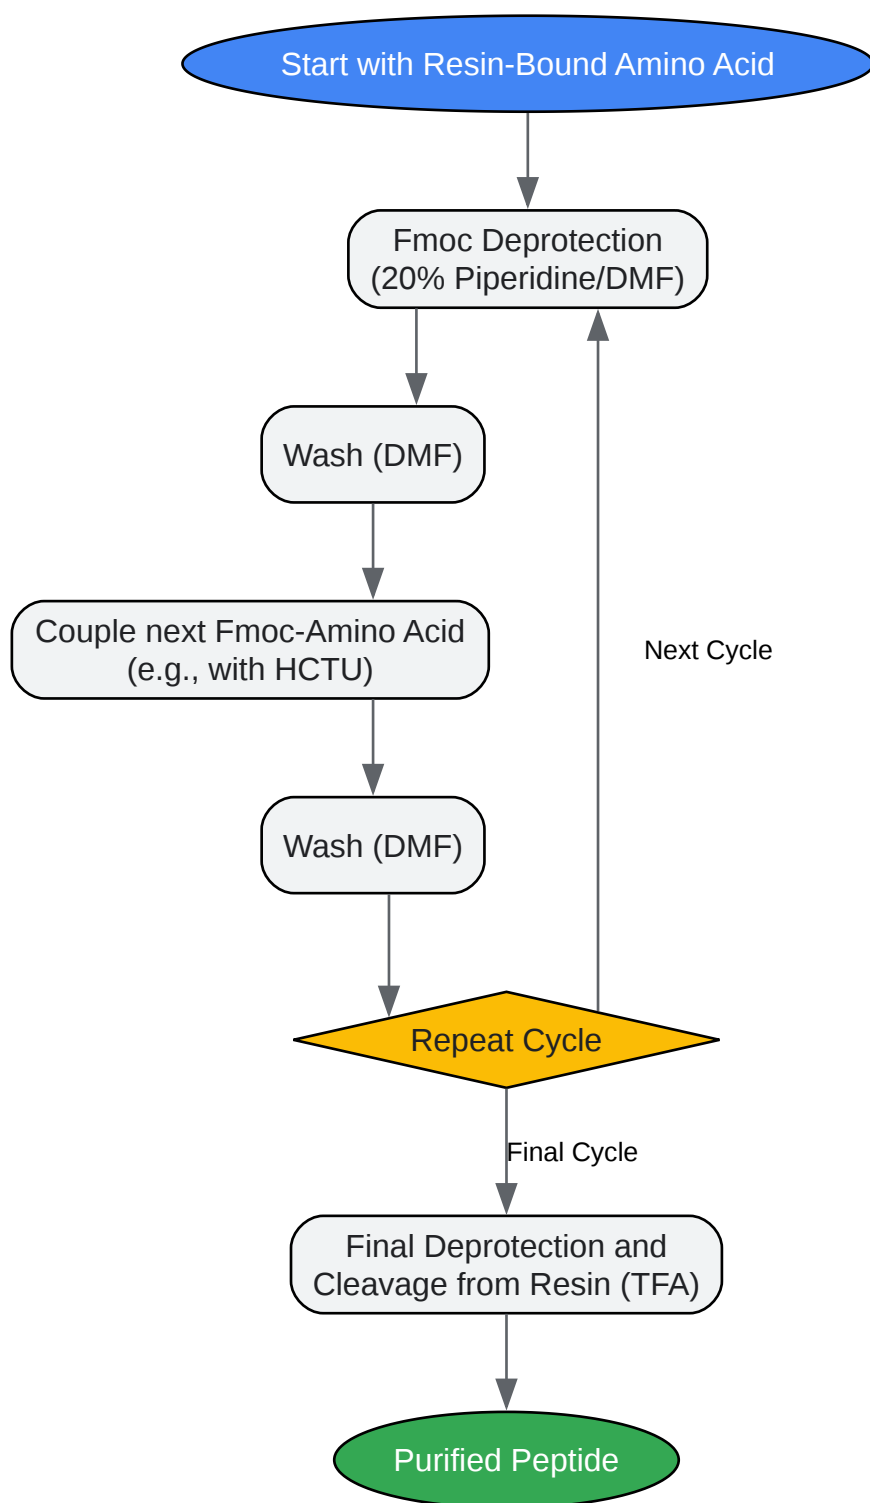 Start with Resin-Bound Amino Acid
Fmoc Deprotection
(20% Piperidine/DMF)
Wash (DMF)
Couple next Fmoc-Amino Acid
(e.g., with HCTU)
Next Cycle
Wash (DMF)
Repeat Cycle
Final Cycle
Final Deprotection and
Cleavage from Resin (TFA)
Purified Peptide